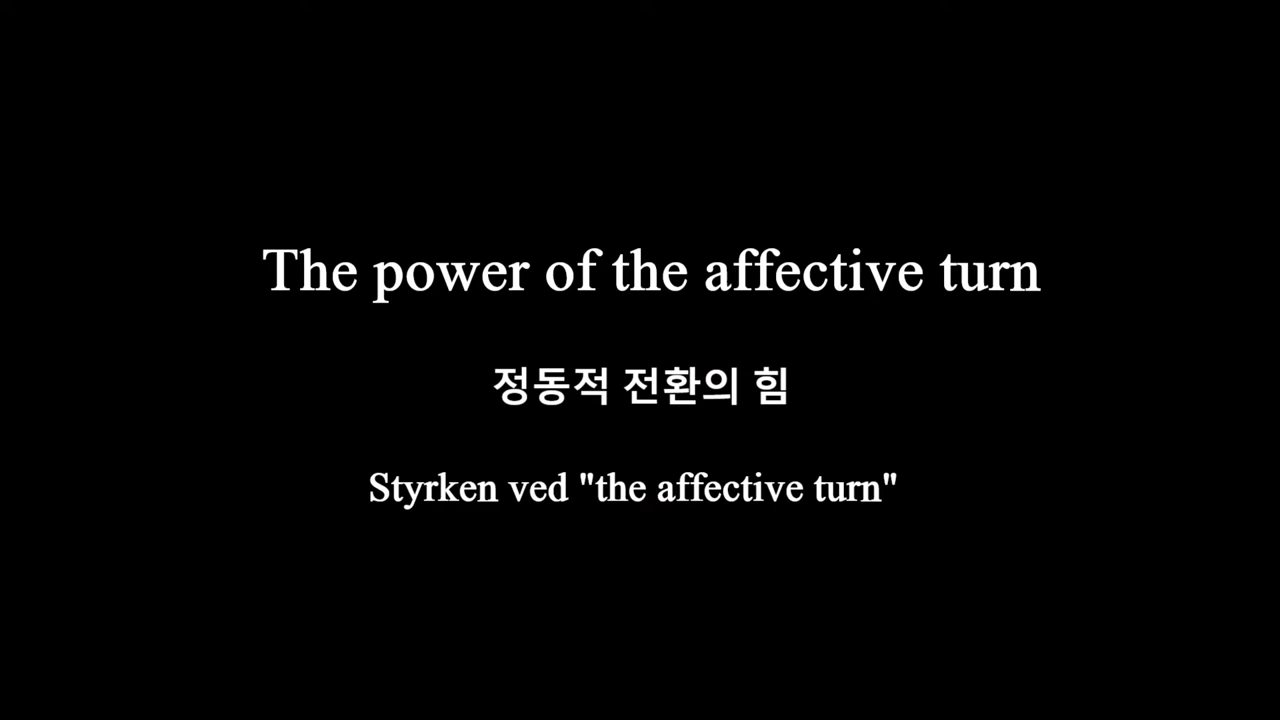 The power of the affective turn
정동적 전환의 힘
Styrken ved "the affective turn"